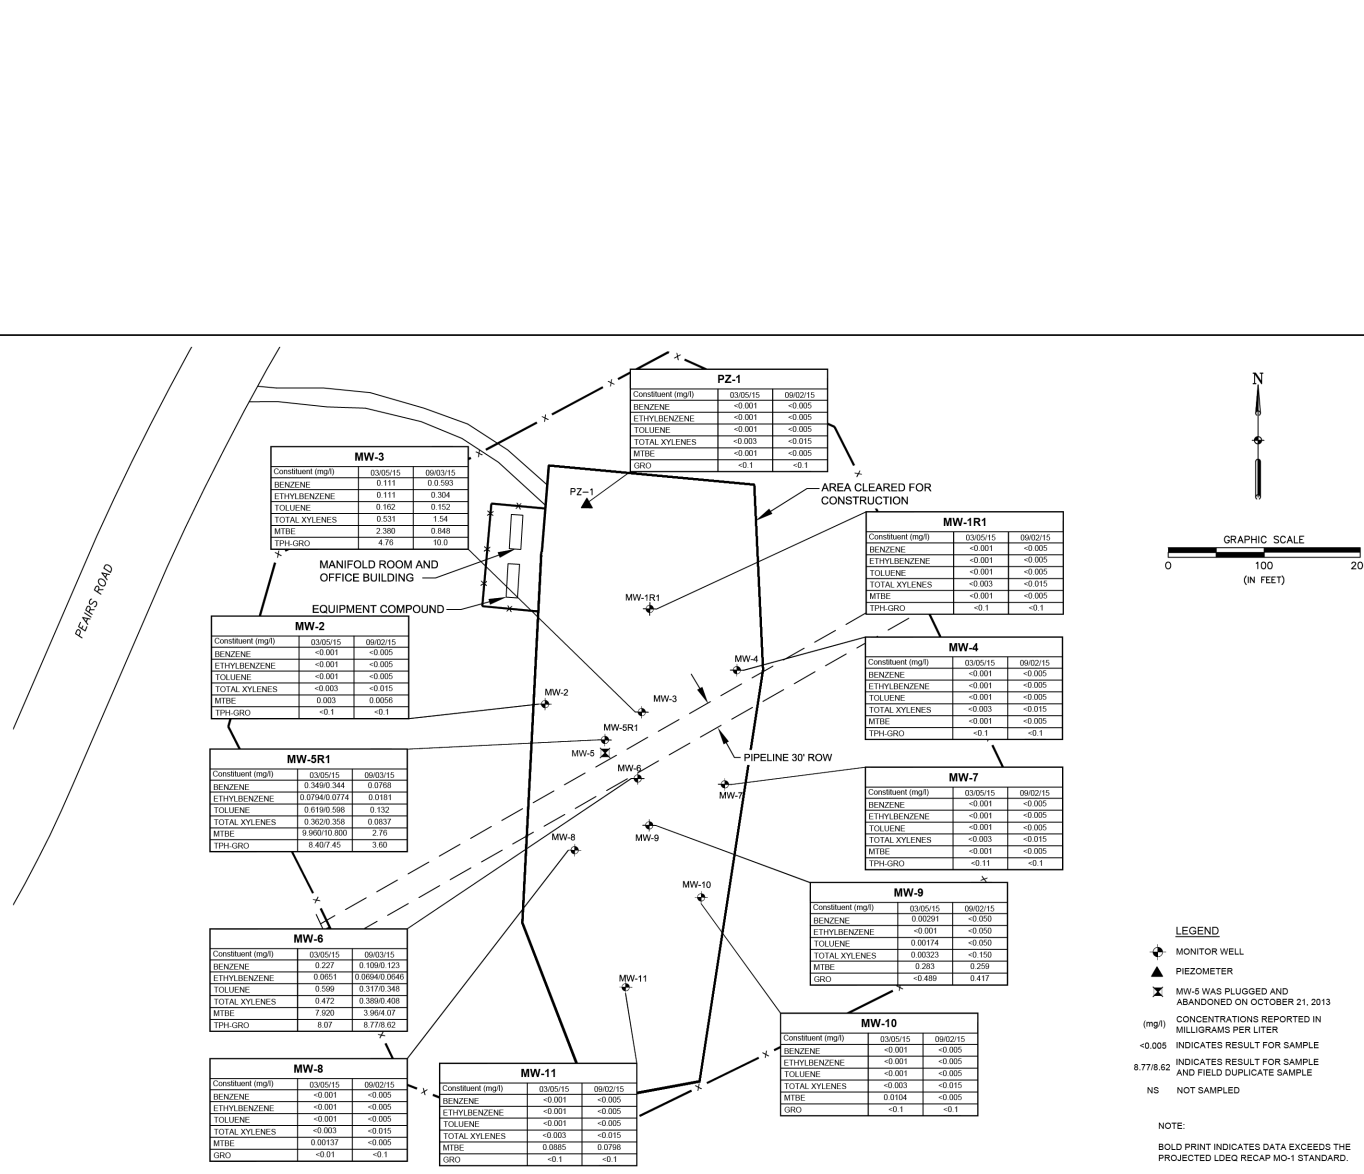 PZ-1
Constituent (mg/l) 03/05/15 09/02/15
BENZENE <0.001 <0.005
ETHYLBENZENE <0.001 <0.005
TOLUENE <0.001 <0.005
TOTAL XYLENES <0.003 <0.015
MTBE <0.001 <0.005
GRO <0.1 <0.1
N
MW-3
Constituent (mg/l) 03/05/15 09/03/15
BENZENE 0.111 0.0.593
ETHYLBENZENE 0.111 0.304
TOLUENE 0.162 0.152
TOTAL XYLENES 0.531 1.54
MTBE 2.380 0.848
TPH-GRO 4.76 10.0
PZ-1
AREA CLEARED FOR
CONSTRUCTION
MW-1R1
Constituent (mg/l) 03/05/15 09/02/15
BENZENE <0.001 <0.005
ETHYLBENZENE <0.001 <0.005
TOLUENE <0.001 <0.005
TOTAL XYLENES <0.003 <0.015
MTBE <0.001 <0.005
TPH-GRO <0.1 <0.1
GRAPHIC SCALE
0 100 20
(IN FEET)
MANIFOLD ROOM AND
OFFICE BUILDING
EQUIPMENT COMPOUND
PEAIRS ROAD
MW-1R1
MW-2
Constituent (mg/l) 03/05/15 09/02/15
BENZENE <0.001 <0.005
ETHYLBENZENE <0.001 <0.005
TOLUENE <0.001 <0.005
TOTAL XYLENES <0.003 <0.015
MTBE 0.003 0.0056
TPH-GRO <0.1 <0.1
MW-4
MW-4
Constituent (mg/l) 03/05/15 09/02/15
BENZENE <0.001 <0.005
ETHYLBENZENE <0.001 <0.005
TOLUENE <0.001 <0.005
TOTAL XYLENES <0.003 <0.015
MTBE <0.001 <0.005
TPH-GRO <0.1 <0.1
MW-2
MW-3
MW-5R1
MW-5
MW-6
PIPELINE 30' ROW
MW-5R1
Constituent (mg/l) 03/05/15 09/03/15
BENZENE 0.349/0.344 0.0768
ETHYLBENZENE 0.0794/0.0774 0.0181
TOLUENE 0.619/0.598 0.132
TOTAL XYLENES 0.362/0.358 0.0837
MTBE 9.960/10.800 2.76
TPH-GRO 8.40/7.45 3.60
MW-7
MW-7
Constituent (mg/l) 03/05/15 09/02/15
BENZENE <0.001 <0.005
ETHYLBENZENE <0.001 <0.005
TOLUENE <0.001 <0.005
TOTAL XYLENES <0.003 <0.015
MTBE <0.001 <0.005
TPH-GRO <0.11 <0.1
MW-8
MW-9
MW-10
MW-9
Constituent (mg/l) 03/05/15 09/02/15
BENZENE 0.00291 <0.050
ETHYLBENZENE <0.001 <0.050
TOLUENE 0.00174 <0.050
TOTAL XYLENES 0.00323 <0.150
MTBE 0.283 0.259
GRO <0.489 0.417
MW-6
Constituent (mg/l) 03/05/15 09/03/15
BENZENE 0.227 0.109/0.123
ETHYLBENZENE 0.0651 0.0694/0.0646
TOLUENE 0.599 0.317/0.348
TOTAL XYLENES 0.472 0.389/0.408
MTBE 7.920 3.96/4.07
TPH-GRO 8.07 8.77/8.62
MW-11
MW-10
Constituent (mg/l) 03/05/15 09/02/15
BENZENE <0.001 <0.005
ETHYLBENZENE <0.001 <0.005
TOLUENE <0.001 <0.005
TOTAL XYLENES <0.003 <0.015
MTBE 0.0104 <0.005
GRO <0.1 <0.1
MW-8
Constituent (mg/l) 03/05/15 09/02/15
BENZENE <0.001 <0.005
ETHYLBENZENE <0.001 <0.005
TOLUENE <0.001 <0.005
TOTAL XYLENES <0.003 <0.015
MTBE 0.00137 <0.005
GRO <0.01 <0.1
MW-11
Constituent (mg/l) 03/05/15 09/02/15
BENZENE <0.001 <0.005
ETHYLBENZENE <0.001 <0.005
TOLUENE <0.001 <0.005
TOTAL XYLENES <0.003 <0.015
MTBE 0.0885 0.0798
GRO <0.1 <0.1
LEGEND
MONITOR WELL
PIEZOMETER
MW-5 WAS PLUGGED AND
ABANDONED ON OCTOBER 21, 2013
(mg/l) CONCENTRATIONS REPORTED IN
MILLIGRAMS PER LITER
<0.005 INDICATES RESULT FOR SAMPLE
8.77/8.62 INDICATES RESULT FOR SAMPLE
AND FIELD DUPLICATE SAMPLE
NS NOT SAMPLED
NOTE:
BOLD PRINT INDICATES DATA EXCEEDS THE
PROJECTED LDEQ RECAP MO-1 STANDARD.